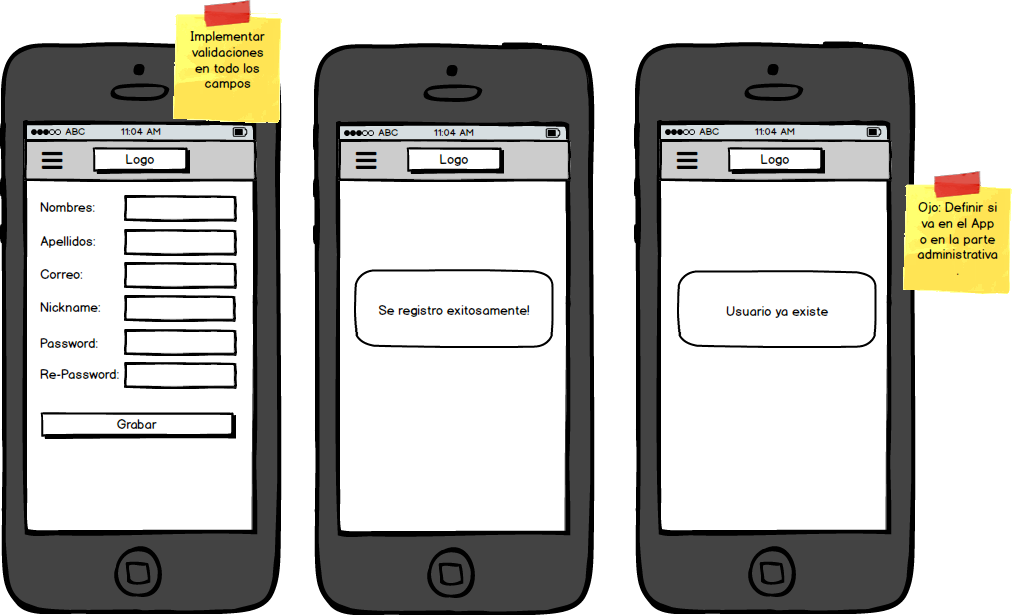 Implementar
validaciones
en todo los
campos
ABC 11:04 AM
Logo
Nombres:
Apellidos:
Correo:
Nickname:
Password:
Re-Password:
Grabar
ABC 11:04 AM
Logo
Se registro exitosamente!
ABC 11:04 AM
Logo
Usuario ya existe
Ojo: Definir si
va en el App
o en la parte
administrativa
.